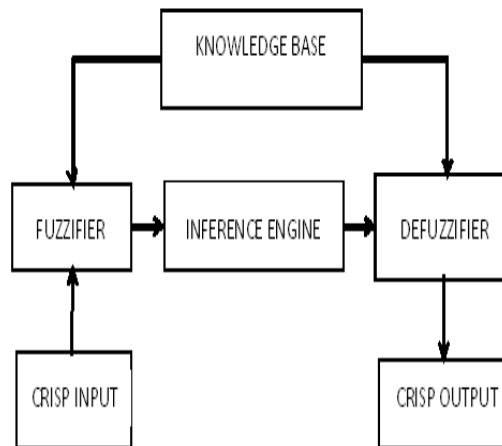 KNOWLEDGE BASE
FUZZIFIER
INFERENCE ENGINE
DEFUZZIFIER
CRISP INPUT
CRISP OUTPUT